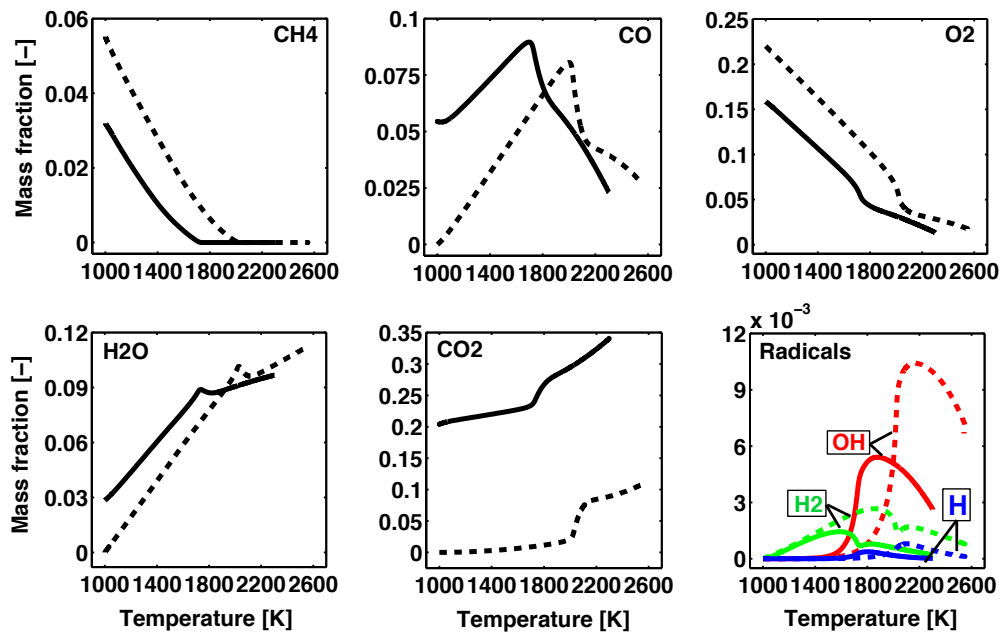 CH4
Mass fraction [–]
0.06
0.04
0.02
0
1000 1400 1800 2200 2600
CO
0.1
0.075
0.05
0.025
0
1000 1400 1800 2200 2600
O2
0.25
0.2
0.15
0.1
0.05
0
1000 1400 1800 2200 2600
H2O
Mass fraction [–]
0.12
0.09
0.06
0.03
0
1000 1400 1800 2200 2600
Temperature [K]
CO2
0.35
0.3
0.25
0.2
0.15
0.1
0.05
0
1000 1400 1800 2200 2600
Temperature [K]
x 10⁻³
Radicals
12
9
6
3
0
OH
H2
H
1000 1400 1800 2200 2600
Temperature [K]